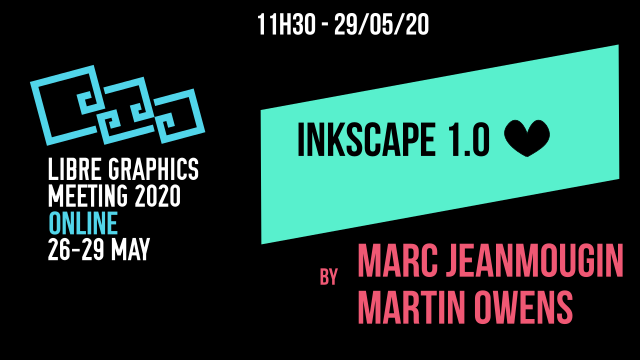 11H30 - 29/05/20
LIBRE GRAPHICS
MEETING 2020
ONLINE
26-29 MAY
INKSCAPE 1.0
BY
MARC JEANMOUGIN
MARTIN OWENS